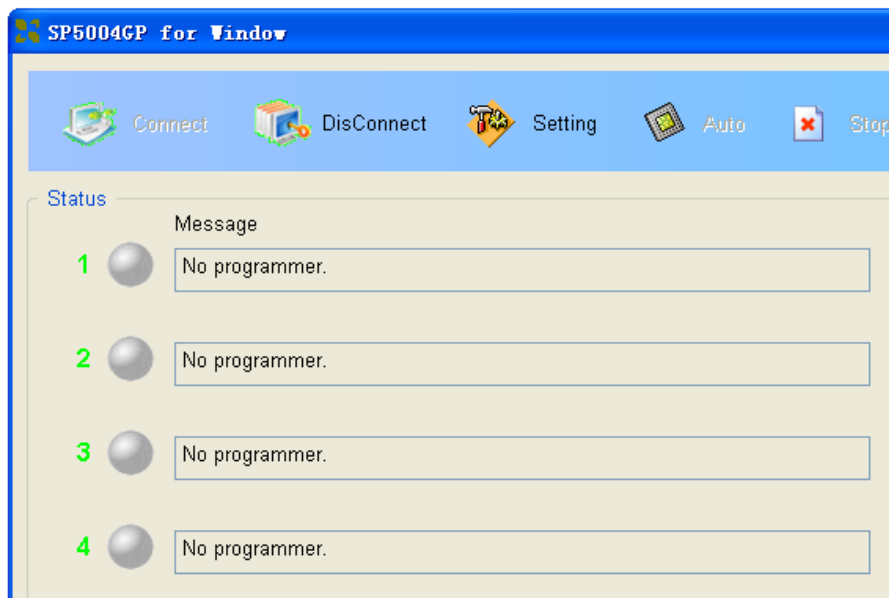 SP5004GP for Window
Connect DisConnect Setting Auto Stop
Status
Message
1 No programmer.
2 No programmer.
3 No programmer.
4 No programmer.